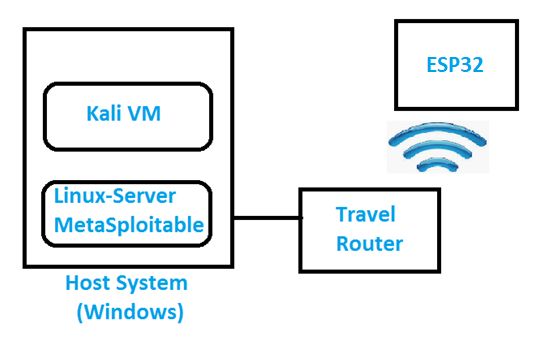 ESP32
Kali VM
Linux-Server
MetaSploitable
Travel
Router
Host System
(Windows)